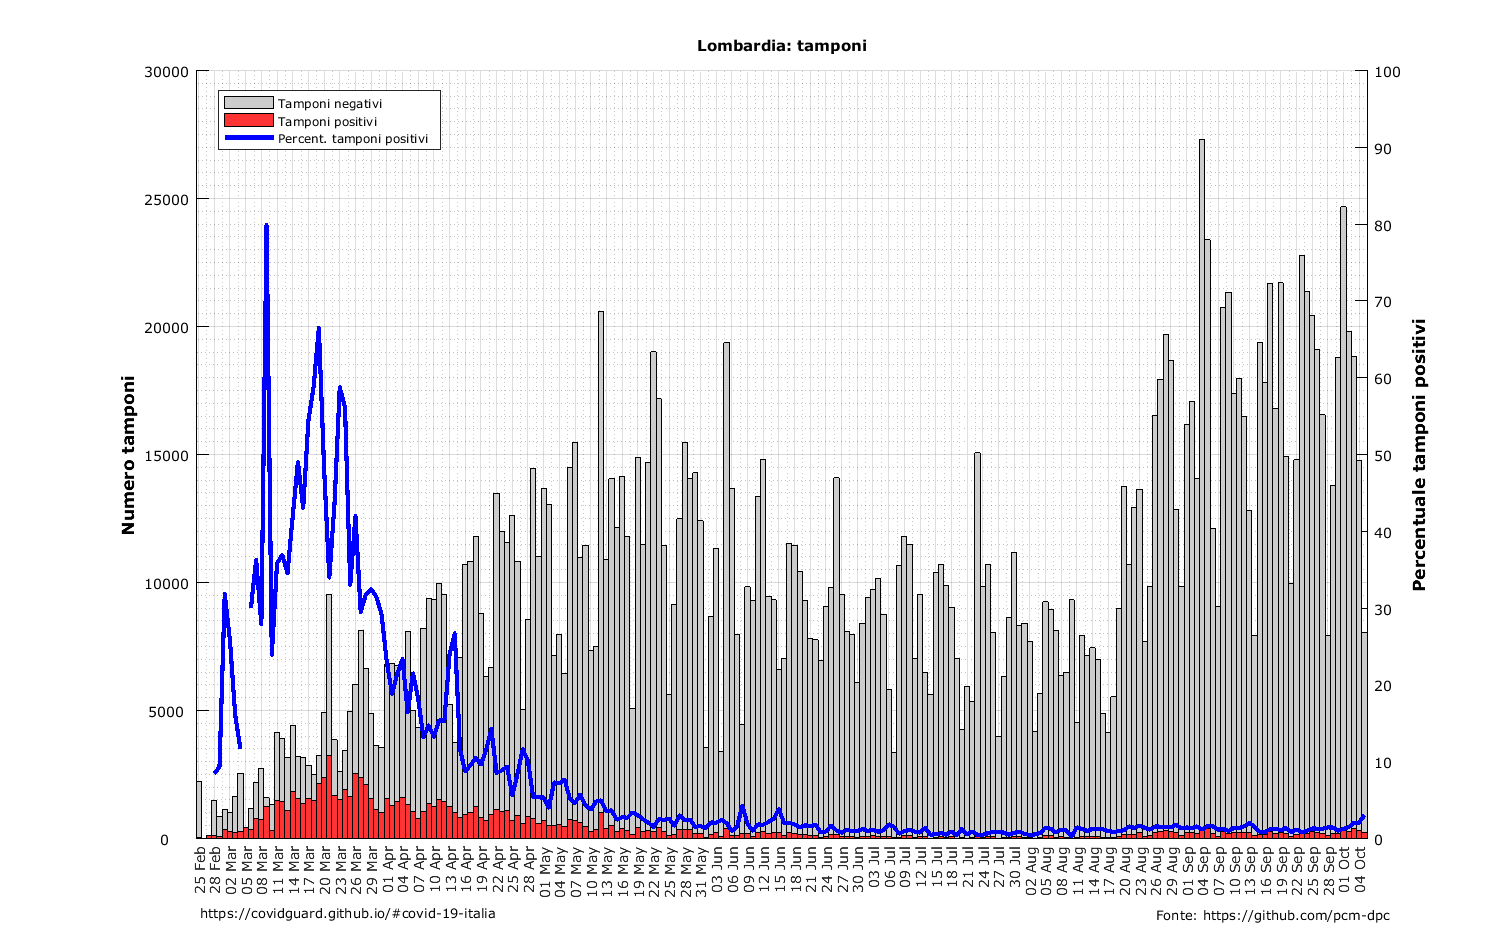 Lombardia: tamponi
30000
25000
20000
15000
10000
5000
0
100
90
80
70
60
50
40
30
20
10
0
Tamponi negativi
Tamponi positivi
Percent. tamponi positivi
Numero tamponi
Percentuale tamponi positivi
25 Feb
28 Feb
02 Mar
05 Mar
08 Mar
11 Mar
14 Mar
17 Mar
20 Mar
23 Mar
26 Mar
29 Mar
01 Apr
04 Apr
07 Apr
10 Apr
13 Apr
16 Apr
19 Apr
22 Apr
25 Apr
28 Apr
01 May
04 May
07 May
10 May
13 May
16 May
19 May
22 May
25 May
28 May
31 May
03 Jun
06 Jun
09 Jun
12 Jun
15 Jun
18 Jun
21 Jun
24 Jun
27 Jun
30 Jun
03 Jul
06 Jul
09 Jul
12 Jul
15 Jul
18 Jul
21 Jul
24 Jul
27 Jul
30 Jul
02 Aug
05 Aug
08 Aug
11 Aug
14 Aug
17 Aug
20 Aug
23 Aug
26 Aug
29 Aug
01 Sep
04 Sep
07 Sep
10 Sep
13 Sep
16 Sep
19 Sep
22 Sep
25 Sep
28 Sep
01 Oct
04 Oct
https://covidguard.github.io/#covid-19-italia
Fonte: https://github.com/pcm-dpc